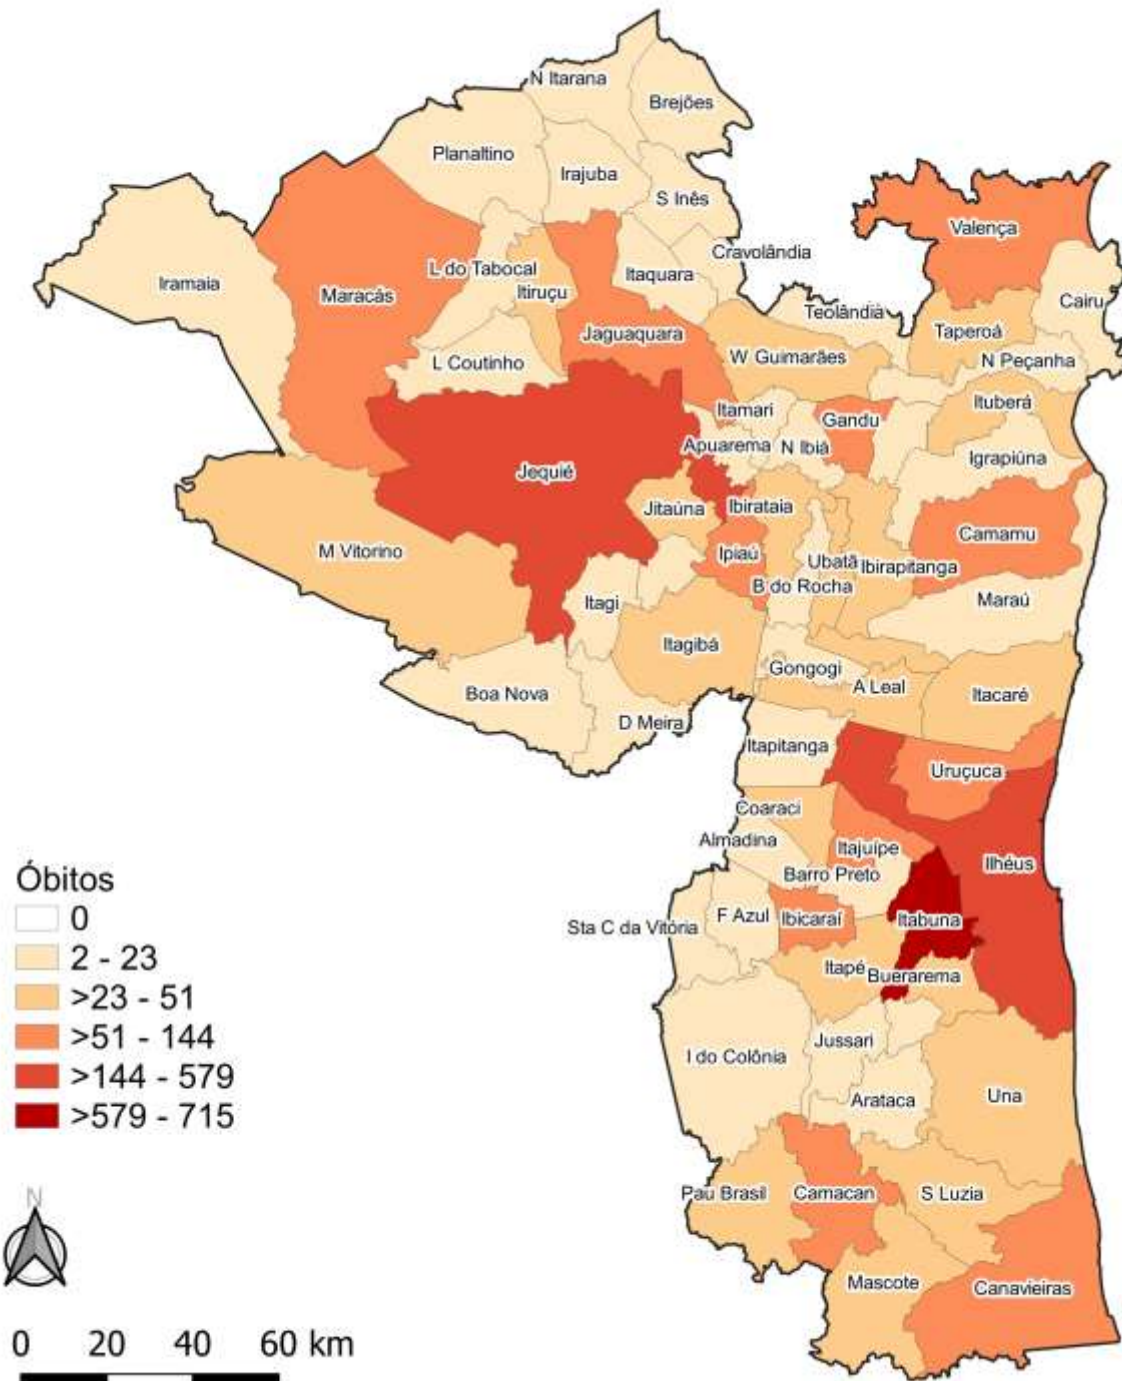 N Itarana
Brejões
Planaltino
Irajuba
S Inês
Valença
Cravolândia
L do Tabocal
Itaquara
Iramaia
Maracás
Itiruçu
Cairu
Teolândia
Taperoá
Jaguaquara
W Guimarães
N Peçanha
L Coutinho
Ituberá
Itamari
Gandu
Apuarema
N Ibiá
Igrapiúna
Jequié
Jitaúna
Ibirataia
Camamu
M Vitorino
Ipiaú
Ubatã
Ibirapitanga
B do Rocha
Itagi
Maraú
Itagibá
Gongogi
A Leal
Boa Nova
Itacaré
D Meira
Itapitanga
Uruçuca
Coaraci
Almadina
Itajuípe
Ilhéus
Barro Preto
F Azul
Ibicaraí
Itabuna
Sta C da Vitória
Itapé
Buerarema
Jussari
I do Colônia
Arataca
Una
Pau Brasil
Camacan
S Luzia
Mascote
Canavieiras
Óbitos
0
2 - 23
>23 - 51
>51 - 144
>144 - 579
>579 - 715
N
0 20 40 60 km